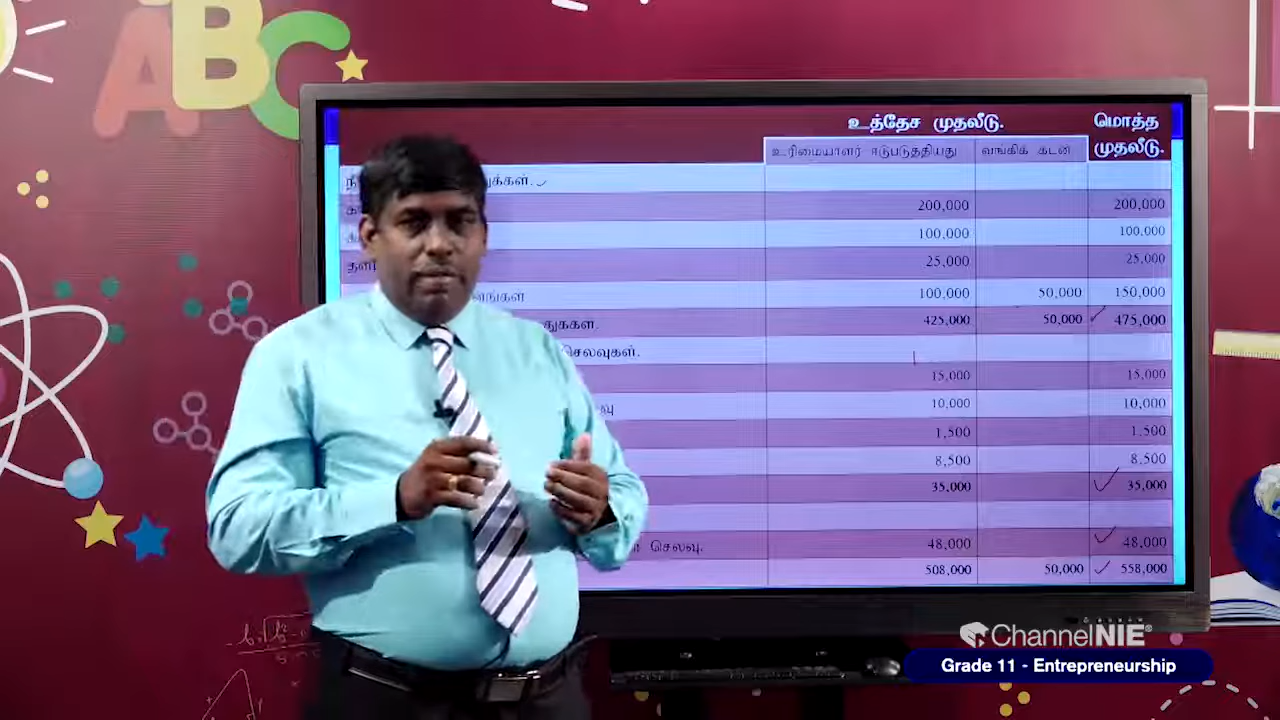 ABC
உத்தேச முதலீடு. மொத்த
உரிமையாளர் ஈடுபடுத்தியது வங்கிக் கடன் முதலீடு.
200,000 200,000
100,000 100,000
25,000 25,000
100,000 50,000 150,000
425,000 50,000 475,000
செலவுகள்.
15,000 15,000
10,000 10,000
1,500 1,500
8,500 8,500
35,000 35,000
செலவு. 48,000 48,000
508,000 50,000 558,000
ChannelNIE
Grade 11 - Entrepreneurship